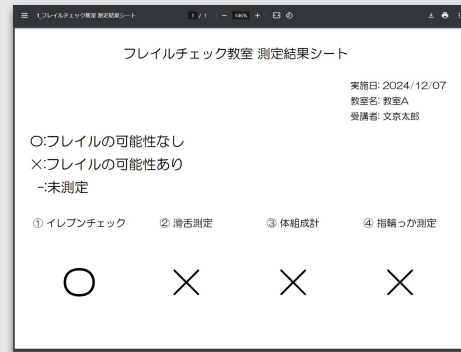 1_フレイルチェック教室 測定結果シート
1 / 1
146%
フレイルチェック教室 測定結果シート
実施日: 2024/12/07
教室名: 教室A
受講者: 文京太郎
○:フレイルの可能性なし
×:フレイルの可能性あり
-:未測定
① イレブンチェック ② 滑舌測定 ③ 体組成計 ④ 指輪っか測定
○ × × ×